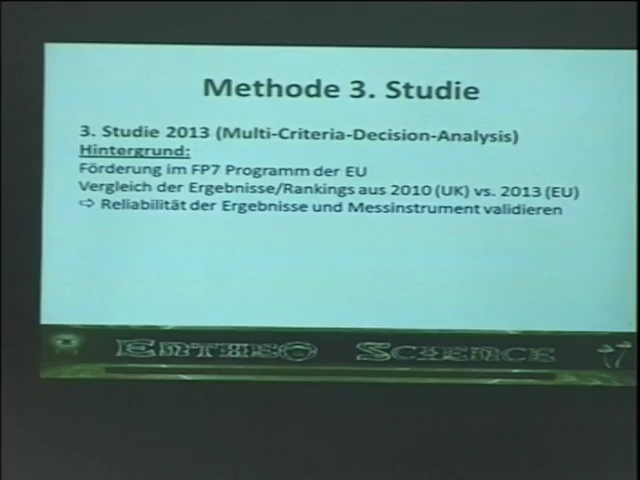 Methode 3. Studie
3. Studie 2013 (Multi-Criteria-Decision-Analysis)
Hintergrund:
Förderung im FP7 Programm der EU
Vergleich der Ergebnisse/Rankings aus 2010 (UK) vs. 2013 (EU)
⇨ Reliabilität der Ergebnisse und Messinstrument validieren
EntheO Science